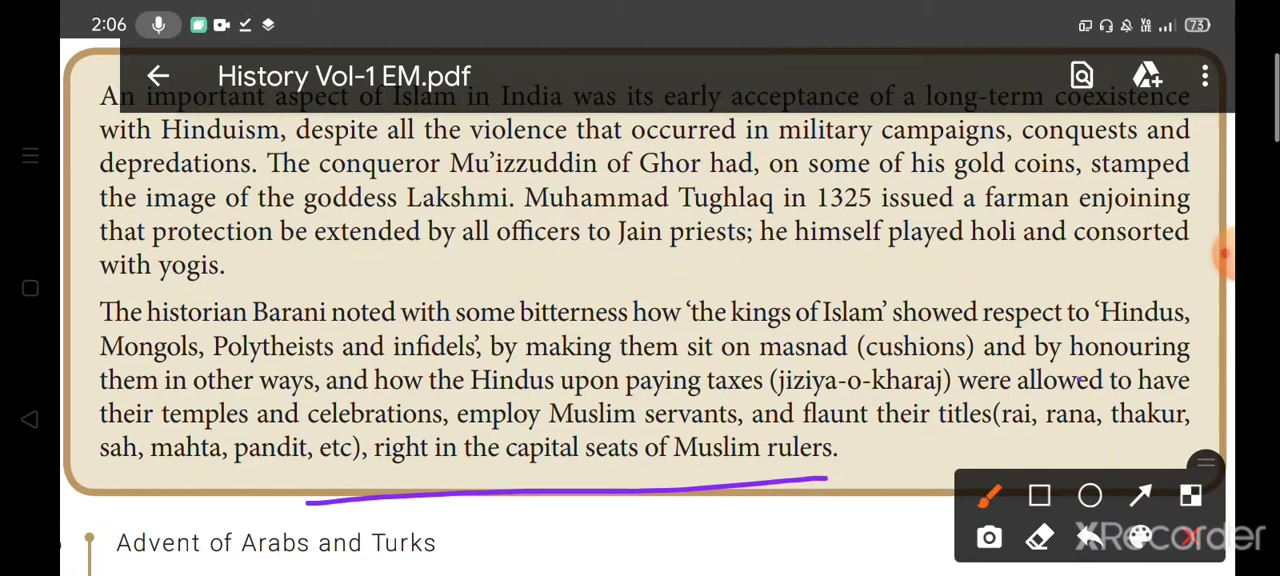 2:06
73
History Vol-1 EM.pdf
An important aspect of Islam in India was its early acceptance of a long-term coexistence
with Hinduism, despite all the violence that occurred in military campaigns, conquests and
depredations. The conqueror Mu’izzuddin of Ghor had, on some of his gold coins, stamped
the image of the goddess Lakshmi. Muhammad Tughlaq in 1325 issued a farman enjoining
that protection be extended by all officers to Jain priests; he himself played holi and consorted
with yogis.
The historian Barani noted with some bitterness how ‘the kings of Islam’ showed respect to ‘Hindus,
Mongols, Polytheists and infidels’, by making them sit on masnad (cushions) and by honouring
them in other ways, and how the Hindus upon paying taxes (jiziya-o-kharaj) were allowed to have
their temples and celebrations, employ Muslim servants, and flaunt their titles(rai, rana, thakur,
sah, mahta, pandit, etc), right in the capital seats of Muslim rulers.
Advent of Arabs and Turks
XRecorder